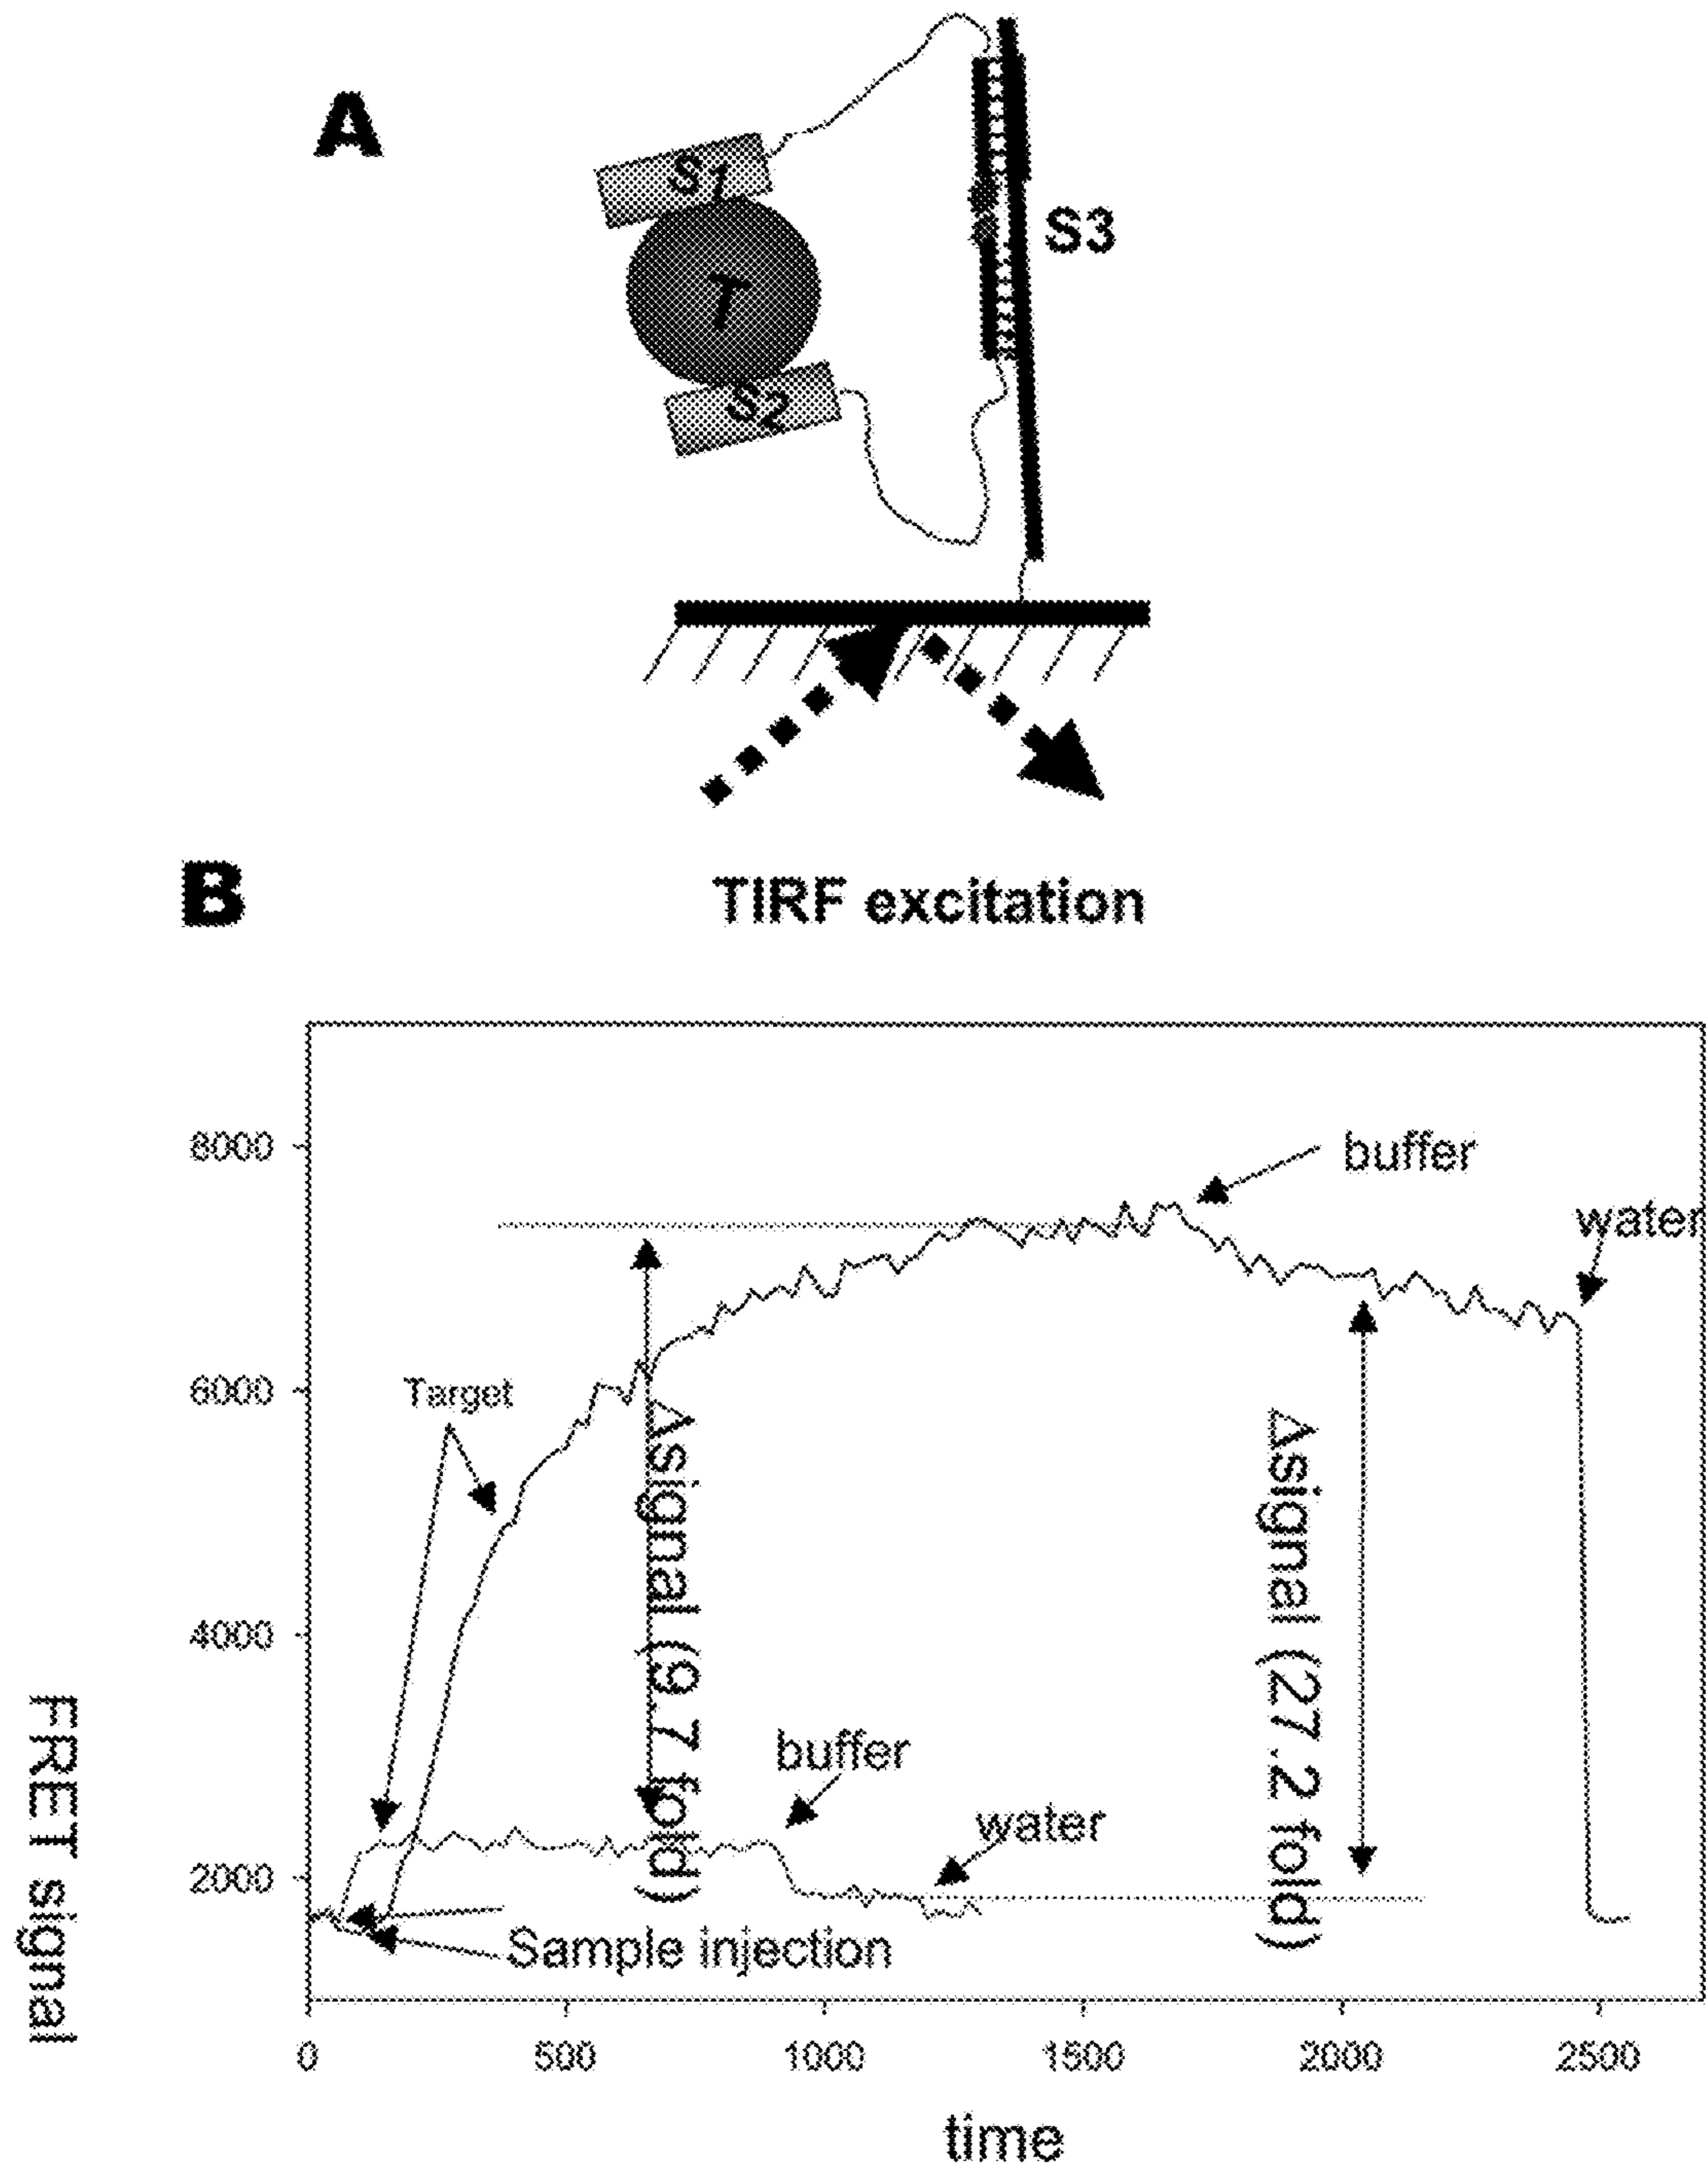 A
S1
T
S2
S3
TIRF excitation
B
8000
6000
4000
2000
FRET signal
buffer
water
Target
Δsignal (9.7 fold)
Δsignal (27.2 fold)
buffer
water
Sample injection
0 500 1000 1500 2000 2500
time